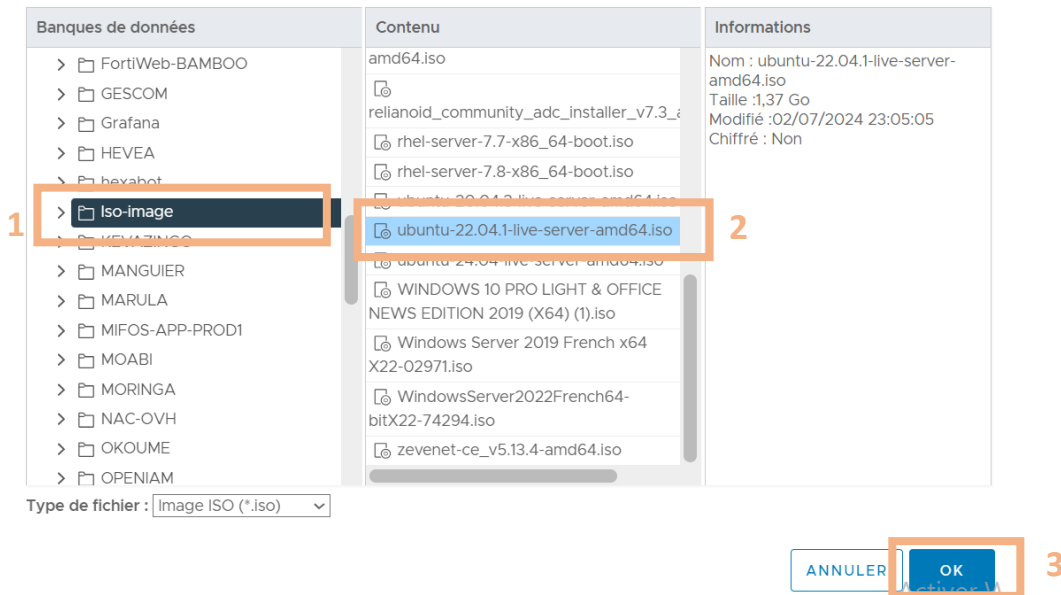 Banques de données
FortiWeb-BAMBOO
GESCOM
Grafana
HEVEA
hexabot
Iso-image
KEVAZINGO
MANGUIER
MARULA
MIFOS-APP-PROD1
MOABI
MORINGA
NAC-OVH
OKOUME
OPENIAM
1
Contenu
amd64.iso
relianoid_community_adc_installer_v7.3_
rhel-server-7.7-x86_64-boot.iso
rhel-server-7.8-x86_64-boot.iso
ubuntu-22.04.1-live-server-amd64.iso
ubuntu-24.04-live-server-amd64.iso
WINDOWS 10 PRO LIGHT & OFFICE
NEWS EDITION 2019 (X64) (1).iso
Windows Server 2019 French x64
X22-02971.iso
WindowsServer2022French64-
bitX22-74294.iso
zevenet-ce_v5.13.4-amd64.iso
2
Informations
Nom : ubuntu-22.04.1-live-server-
amd64.iso
Taille :1,37 Go
Modifié :02/07/2024 23:05:05
Chiffré : Non
Type de fichier : Image ISO (*.iso)
ANNULER
OK
3
Activer